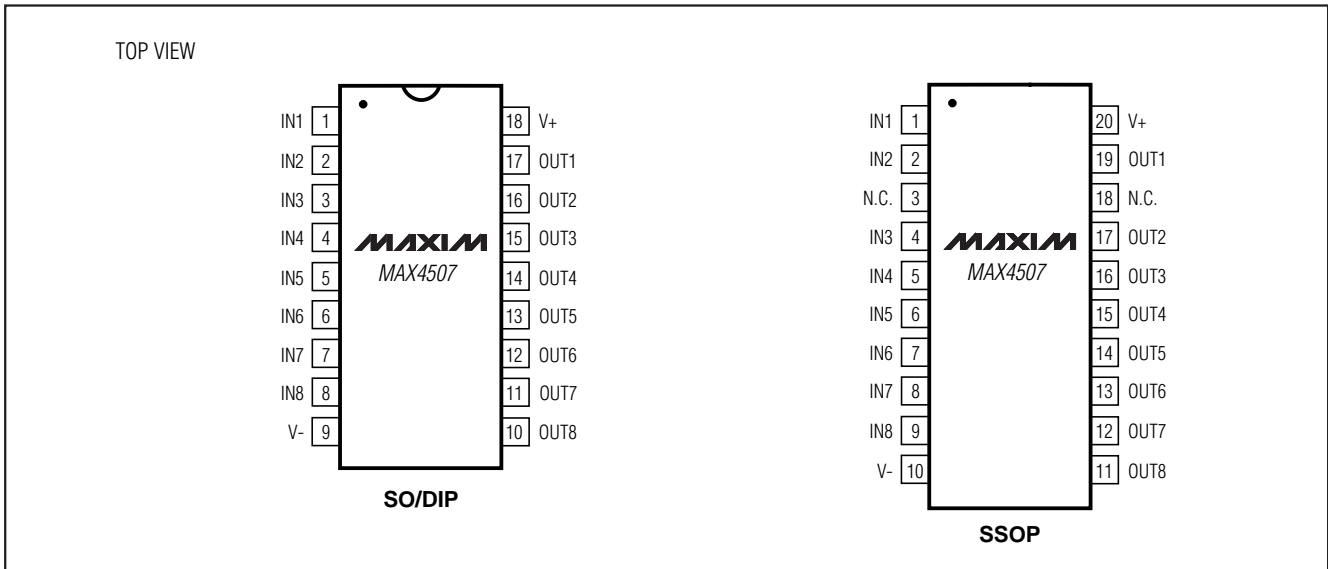 TOP VIEW
IN1 1 18 V+
IN2 2 17 OUT1
IN3 3 16 OUT2
IN4 4 15 OUT3
IN5 5 14 OUT4
IN6 6 13 OUT5
IN7 7 12 OUT6
IN8 8 11 OUT7
V- 9 10 OUT8
MAXIM
MAX4507
SO/DIP
IN1 1 20 V+
IN2 2 19 OUT1
N.C. 3 18 N.C.
IN3 4 17 OUT2
IN4 5 16 OUT3
IN5 6 15 OUT4
IN6 7 14 OUT5
IN7 8 13 OUT6
IN8 9 12 OUT7
V- 10 11 OUT8
MAXIM
MAX4507
SSOP